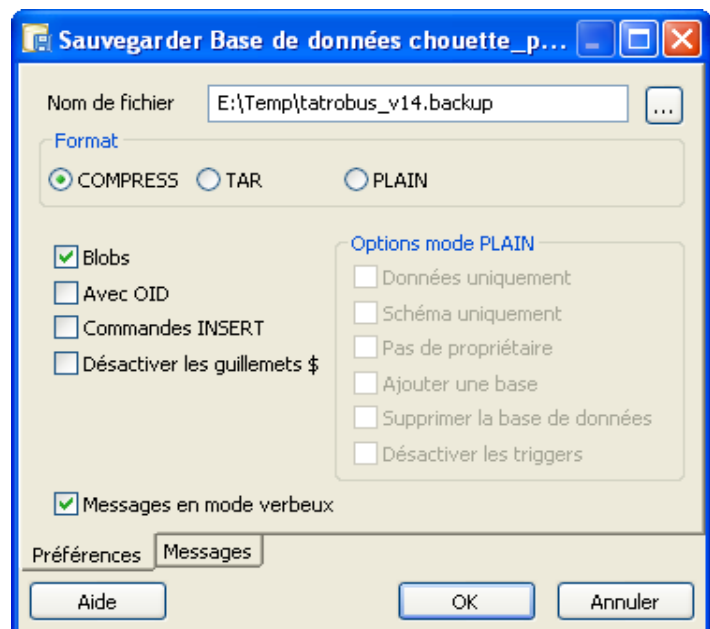 Sauvegarder Base de données chouette_p...
Nom de fichier E:\Temp\tatrobus_v14.backup ...
Format
COMPRESS TAR PLAIN
Blobs
Avec OID
Commandes INSERT
Désactiver les guillemets $
Options mode PLAIN
Données uniquement
Schéma uniquement
Pas de propriétaire
Ajouter une base
Supprimer la base de données
Désactiver les triggers
Messages en mode verbeux
Préférences Messages
Aide OK Annuler